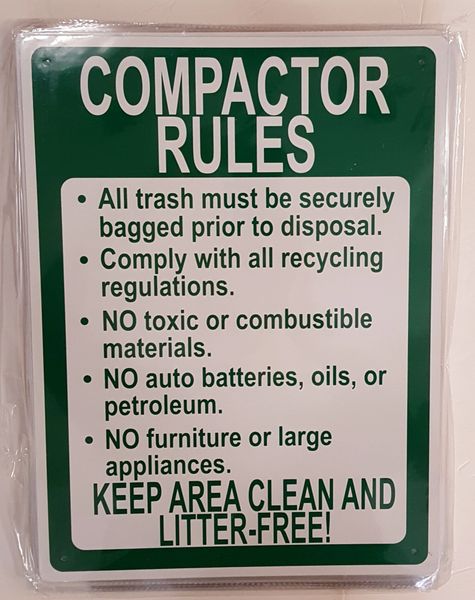 COMPACTOR
RULES
• All trash must be securely
bagged prior to disposal.
• Comply with all recycling
regulations.
• NO toxic or combustible
materials.
• NO auto batteries, oils, or
petroleum.
• NO furniture or large
appliances.
KEEP AREA CLEAN AND
LITTER-FREE!